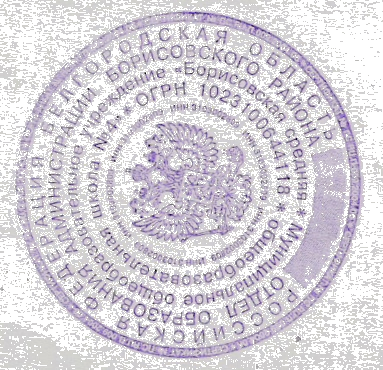 РОССИЙСКАЯ ФЕДЕРАЦИЯ БЕЛГОРОДСКАЯ ОБЛАСТЬ
ОТДЕЛ ОБРАЗОВАНИЯ АДМИНИСТРАЦИИ БОРИСОВСКОГО РАЙОНА
* Муниципальное общеобразовательное учреждение «Борисовская средняя
общеобразовательная школа №4» * ОГРН 1023100644118 *
ИНН